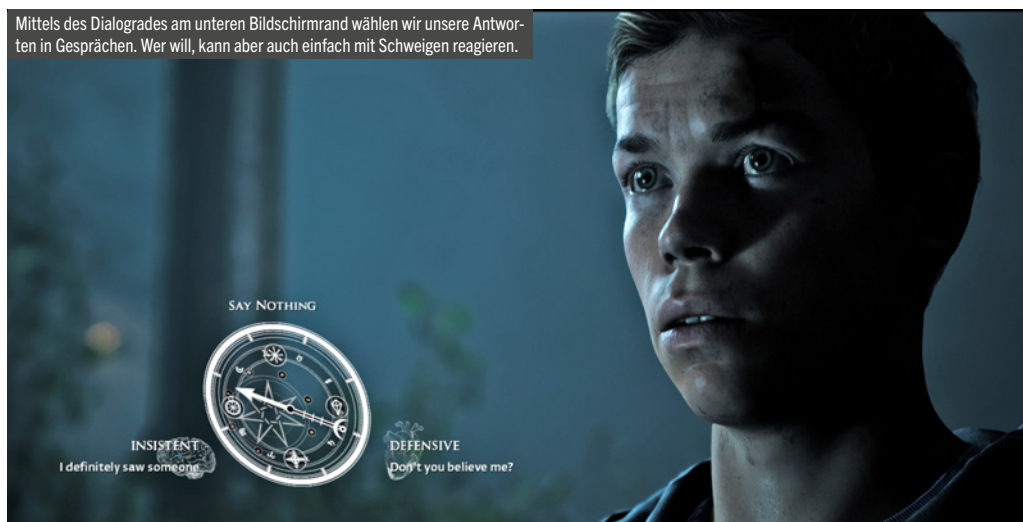 Mittels des Dialogrades am unteren Bildschirmrand wählen wir unsere Antwor-
ten in Gesprächen. Wer will, kann aber auch einfach mit Schweigen reagieren.
SAY NOTHING
INSISTENT
I definitely saw someone
DEFENSIVE
Don't you believe me?